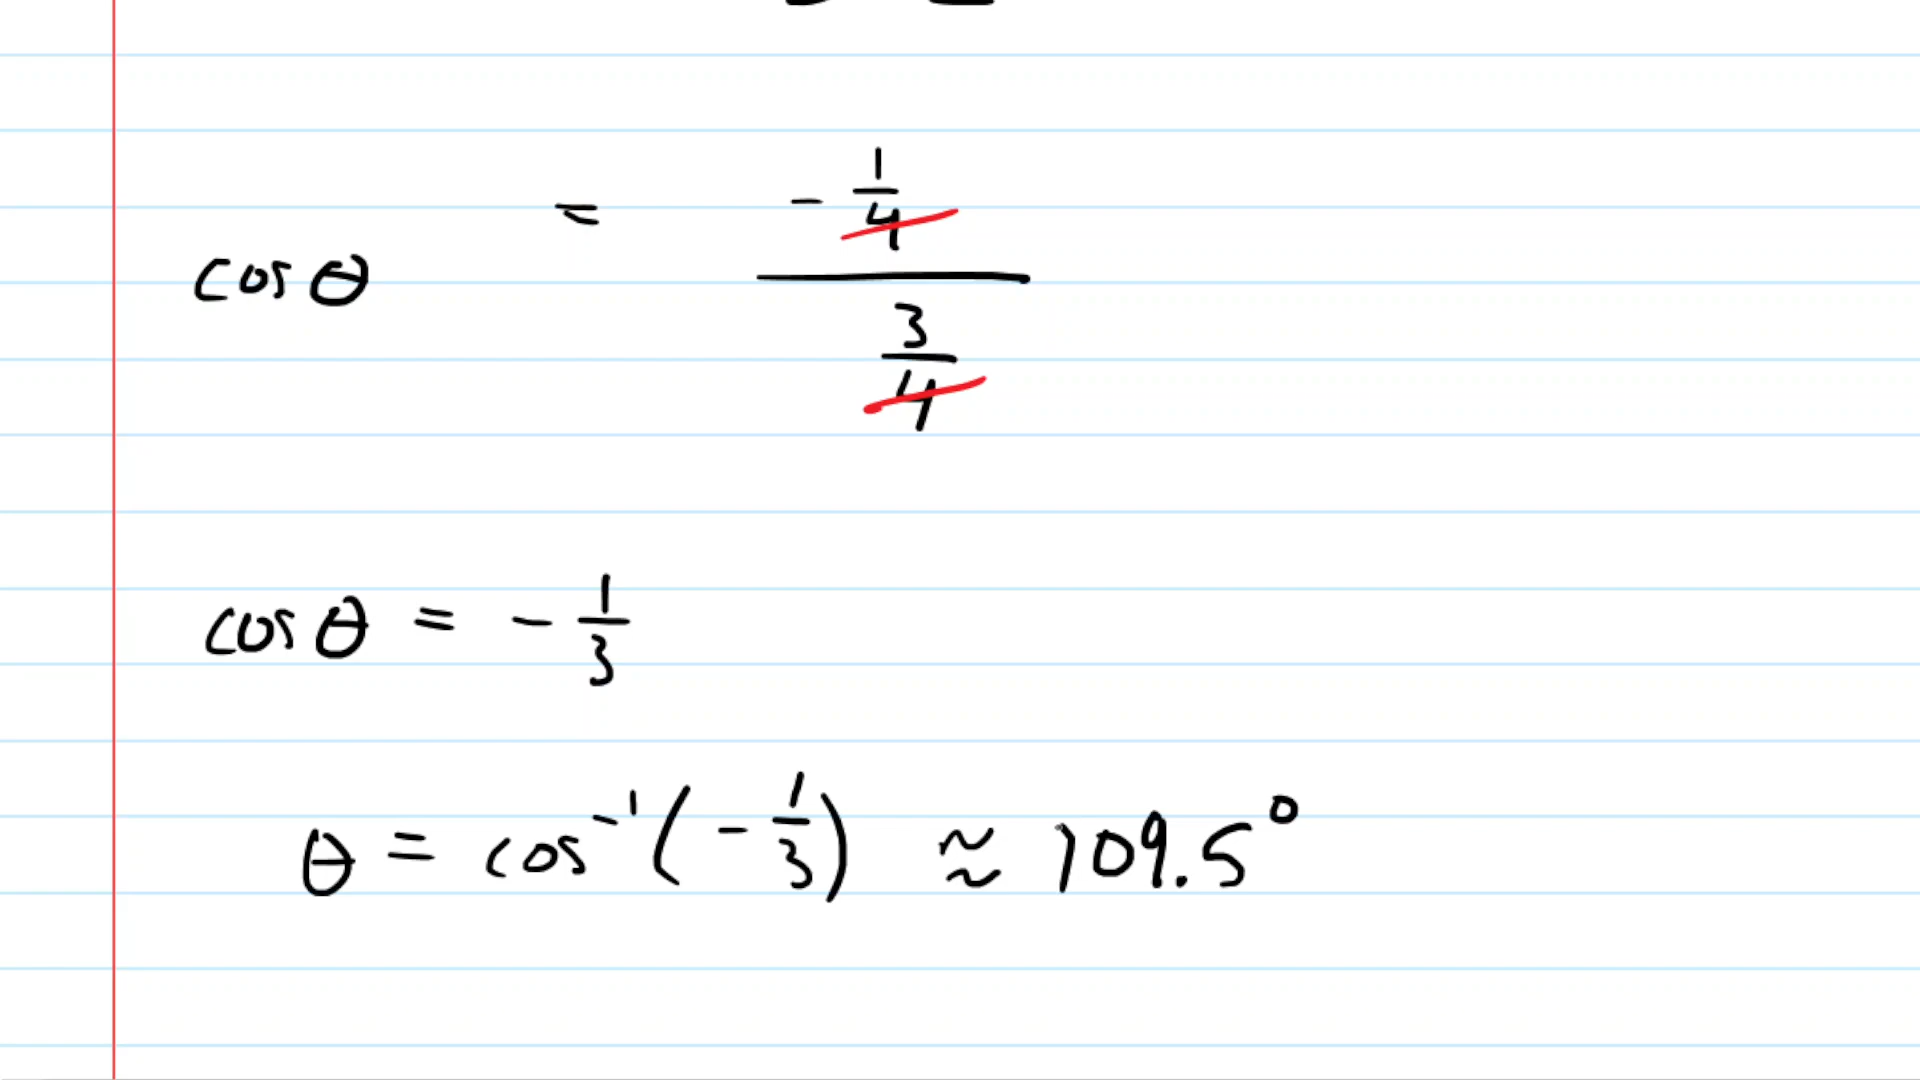 cos θ = (-1/4)/(3/4)
cos θ = -1/3
θ = cos⁻¹(-1/3) ≈ 109.5°